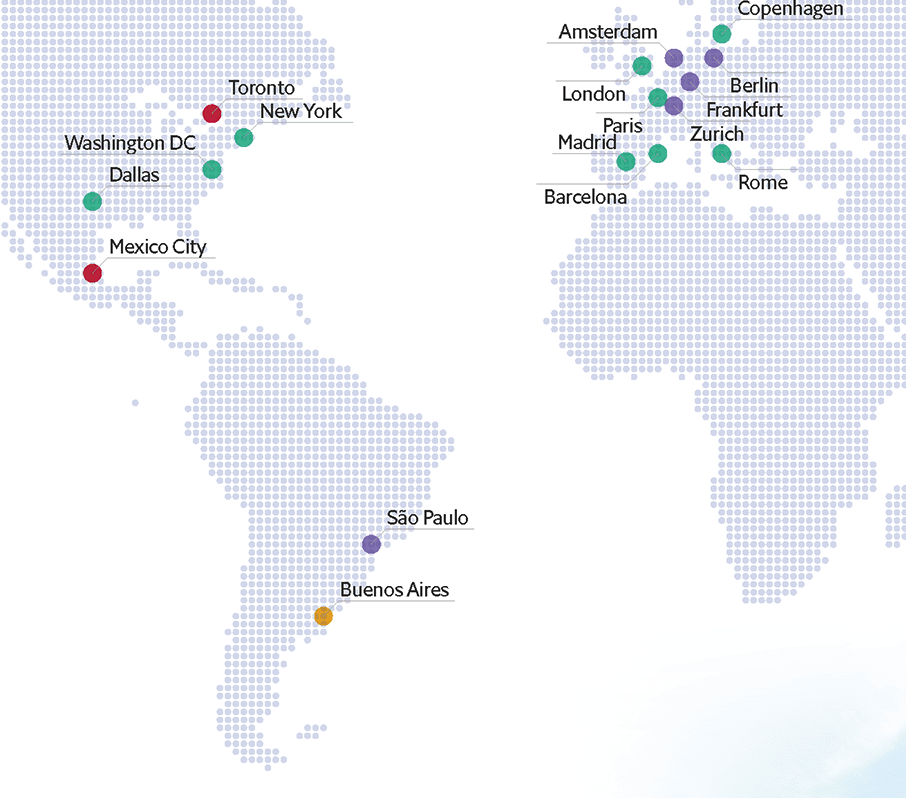 Copenhagen
Amsterdam
Berlin
London
Frankfurt
Paris
Zurich
Madrid
Rome
Barcelona
Toronto
New York
Washington DC
Dallas
Mexico City
São Paulo
Buenos Aires